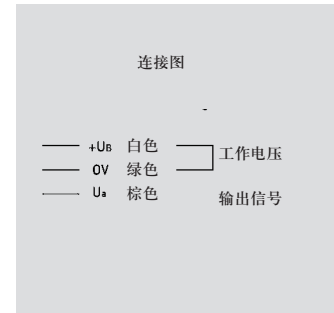 连接图
+UB 白色
工作电压
0V 绿色
Ua 棕色
输出信号